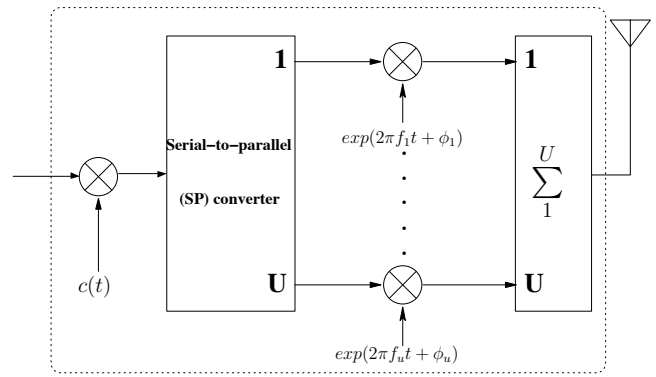 1
1
Serial-to-parallel
exp(2πf₁t + ϕ₁)
(SP) converter
U
∑
1
c(t)
U
U
exp(2πfᵤt + ϕᵤ)